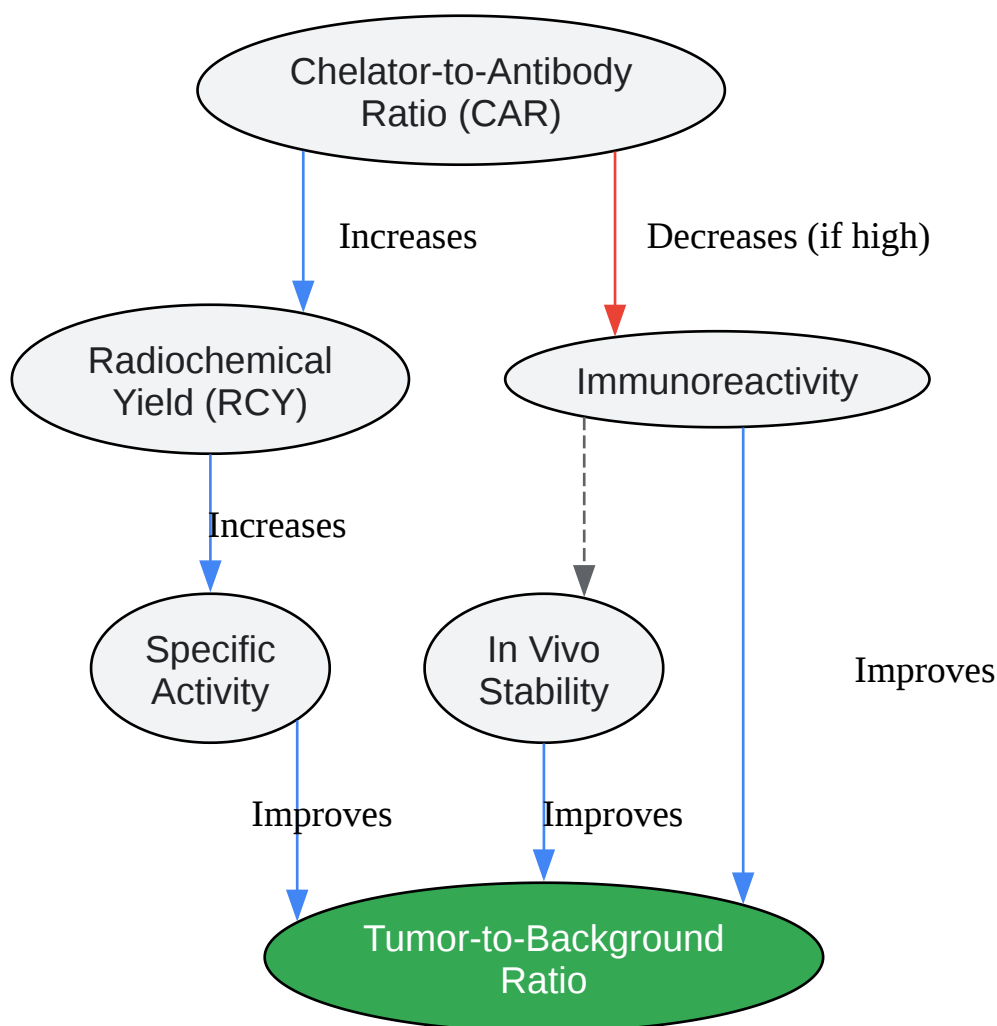 Chelator-to-Antibody
Ratio (CAR)
Increases
Decreases (if high)
Radiochemical
Yield (RCY)
Immunoreactivity
Increases
Specific
Activity
In Vivo
Stability
Improves
Improves
Improves
Tumor-to-Background
Ratio